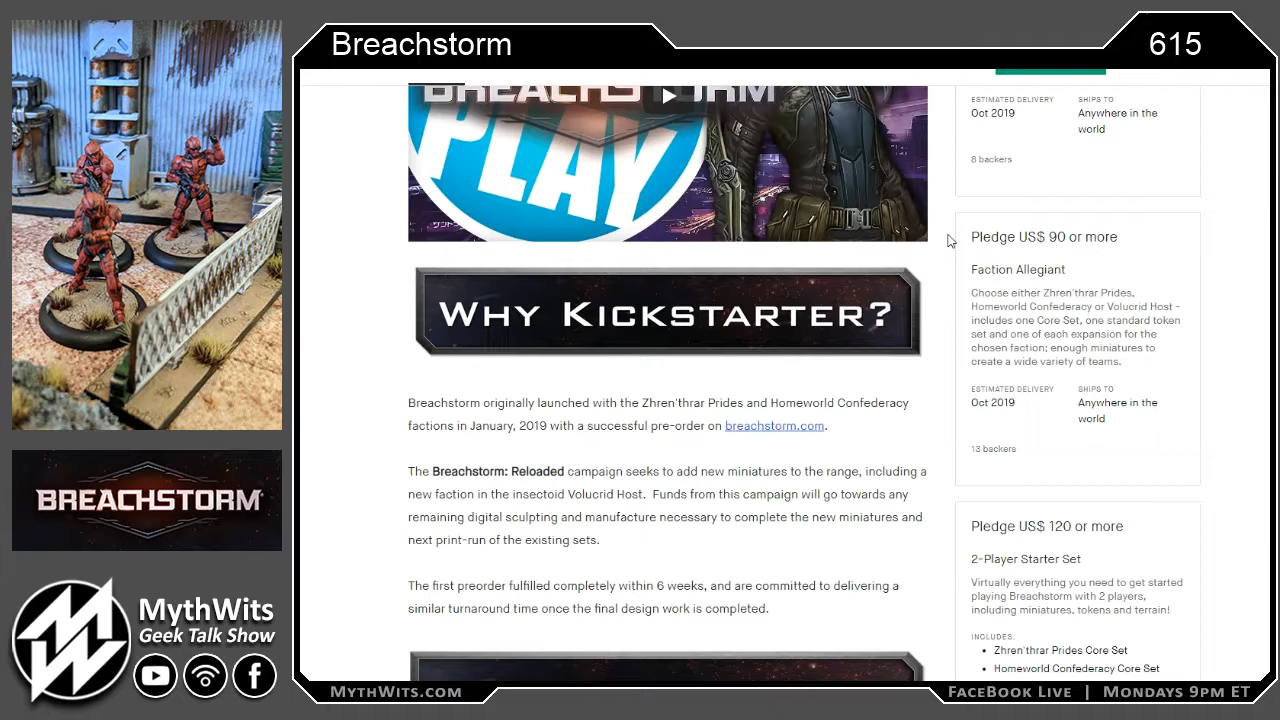 Breachstorm
615
BREACHSTORM
PLAY
ESTIMATED DELIVERY
SHIPS TO
Oct 2019
Anywhere in the
world
8 backers
Pledge US$ 90 or more
Faction Allegiant
Choose either Zhren'thrar Prides,
Homeworld Confederacy or Volucrid Host -
includes one Core Set, one standard token
set and one of each expansion for the
chosen faction; enough miniatures to
create a wide variety of teams.
ESTIMATED DELIVERY
SHIPS TO
Oct 2019
Anywhere in the
world
13 backers
Pledge US$ 120 or more
2-Player Starter Set
Virtually everything you need to get started
playing Breachstorm with 2 players,
including miniatures, tokens and terrain!
INCLUDES:
• Zhren'thrar Prides Core Set
• Homeworld Confederacy Core Set
WHY KICKSTARTER?
Breachstorm originally launched with the Zhren'thrar Prides and Homeworld Confederacy
factions in January, 2019 with a successful pre-order on breachstorm.com.
The Breachstorm: Reloaded campaign seeks to add new miniatures to the range, including a
new faction in the insectoid Volucrid Host. Funds from this campaign will go towards any
remaining digital sculpting and manufacture necessary to complete the new miniatures and
next print-run of the existing sets.
The first preorder fulfilled completely within 6 weeks, and are committed to delivering a
similar turnaround time once the final design work is completed.
BREACHSTORM
MythWits
Geek Talk Show
MYTHWITS.COM
FACEBOOK LIVE | MONDAYS 9PM ET